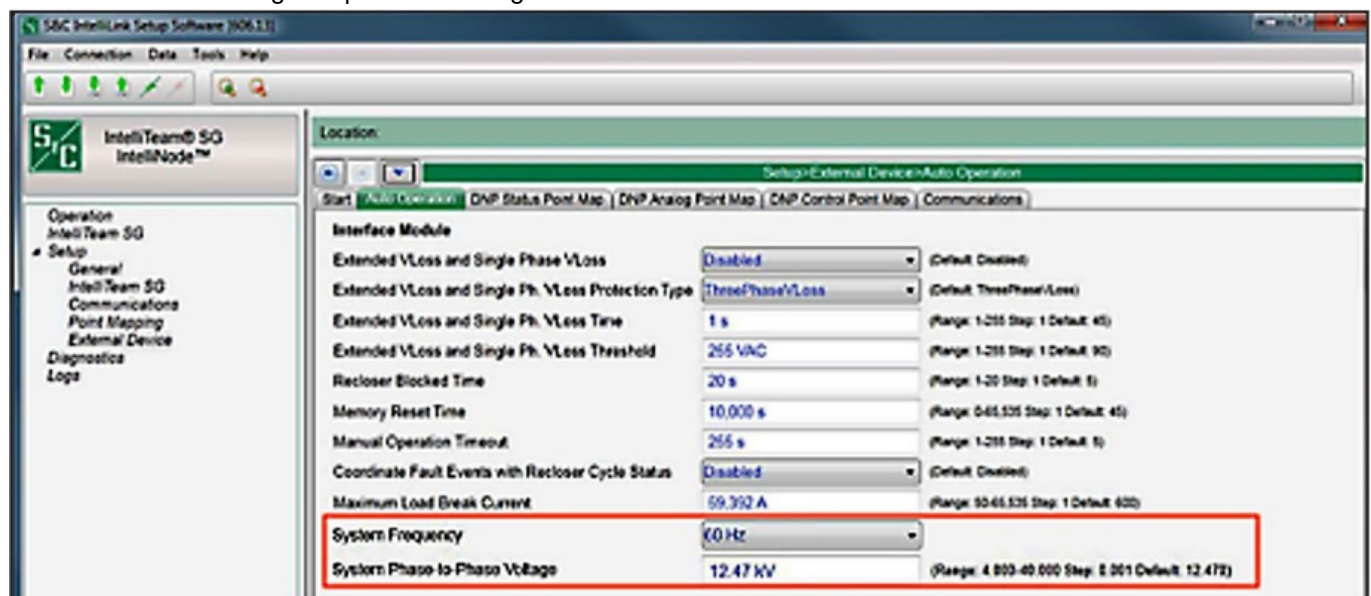 S&C IntelliLink Setup Software [606.13]
File Connection Data Tools Help
S&C
IntelliTeam® SG
IntelliNode™
Operation
IntelliTeam SG
Setup
General
IntelliTeam SG
Communications
Point Mapping
External Device
Diagnostics
Logs
Location:
Setup>External Device>Auto Operation
Start Auto Operation DNP Status Point Map DNP Analog Point Map DNP Control Point Map Communications
Interface Module
Extended VLoss and Single Phase VLoss Disabled (Default: Disabled)
Extended VLoss and Single Ph. VLoss Protection Type ThreePhaseVLoss (Default: ThreePhaseVLoss)
Extended VLoss and Single Ph. VLoss Time 1 s (Range: 1-255 Step: 1 Default: 45)
Extended VLoss and Single Ph. VLoss Threshold 255 VAC (Range: 1-255 Step: 1 Default: 90)
Recloser Blocked Time 20 s (Range: 1-20 Step: 1 Default: 5)
Memory Reset Time 10,000 s (Range: 0-65,535 Step: 1 Default: 45)
Manual Operation Timeout 255 s (Range: 1-255 Step: 1 Default: 5)
Coordinate Fault Events with Recloser Cycle Status Disabled (Default: Disabled)
Maximum Load Break Current 59,392 A (Range: 50-65,535 Step: 1 Default: 600)
System Frequency 60 Hz
System Phase-to-Phase Voltage 12.47 kV (Range: 4.000-40.000 Step: 0.001 Default: 12.470)